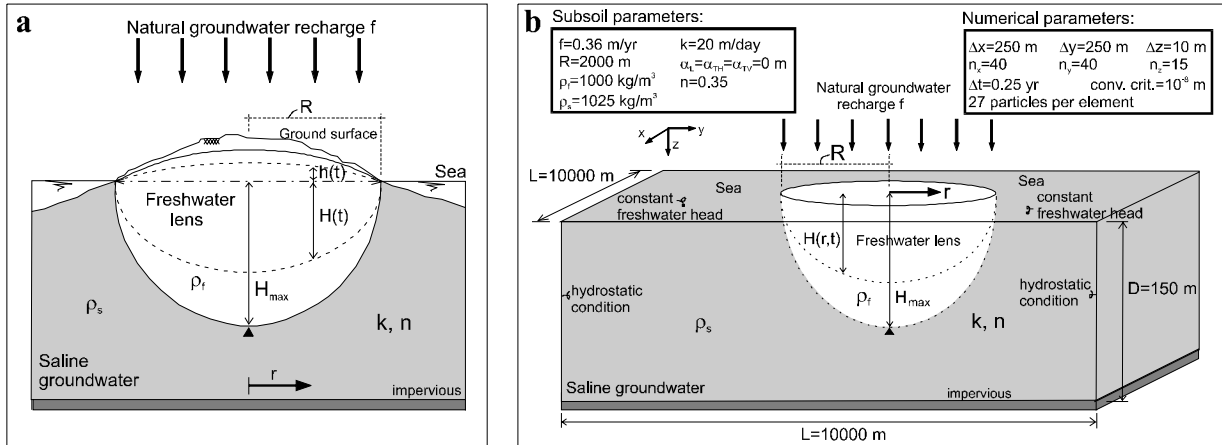 a
Natural groundwater recharge f
R
Ground surface
Sea
h(t)
Freshwater
lens
H(t)
ρf
Hmax
ρs
k, n
Saline
groundwater
r
impervious
b
Subsoil parameters:
f=0.36 m/yr k=20 m/day
R=2000 m αL=αTH=αTV=0 m
ρf=1000 kg/m³ n=0.35
ρs=1025 kg/m³
Numerical parameters:
Δx=250 m Δy=250 m Δz=10 m
nx=40 ny=40 nz=15
Δt=0.25 yr conv. crit.=10⁻⁸ m
27 particles per element
Natural groundwater
recharge f
x y z
R
L=10000 m
Sea
Sea
constant
freshwater head
r
constant
freshwater head
H(r,t)
Freshwater lens
hydrostatic
condition
ρf
Hmax
hydrostatic
condition
D=150 m
ρs
k, n
Saline groundwater
impervious
L=10000 m